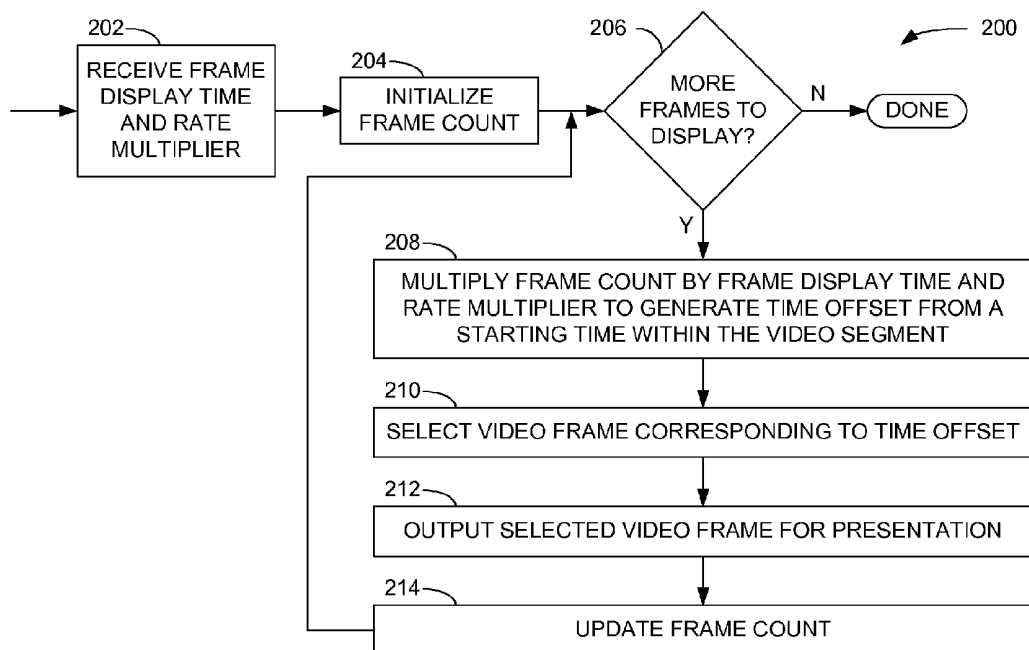 202
RECEIVE FRAME
DISPLAY TIME
AND RATE
MULTIPLIER
204
INITIALIZE
FRAME COUNT
206
MORE
FRAMES TO
DISPLAY?
N
DONE
200
Y
208
MULTIPLY FRAME COUNT BY FRAME DISPLAY TIME AND
RATE MULTIPLIER TO GENERATE TIME OFFSET FROM A
STARTING TIME WITHIN THE VIDEO SEGMENT
210
SELECT VIDEO FRAME CORRESPONDING TO TIME OFFSET
212
OUTPUT SELECTED VIDEO FRAME FOR PRESENTATION
214
UPDATE FRAME COUNT